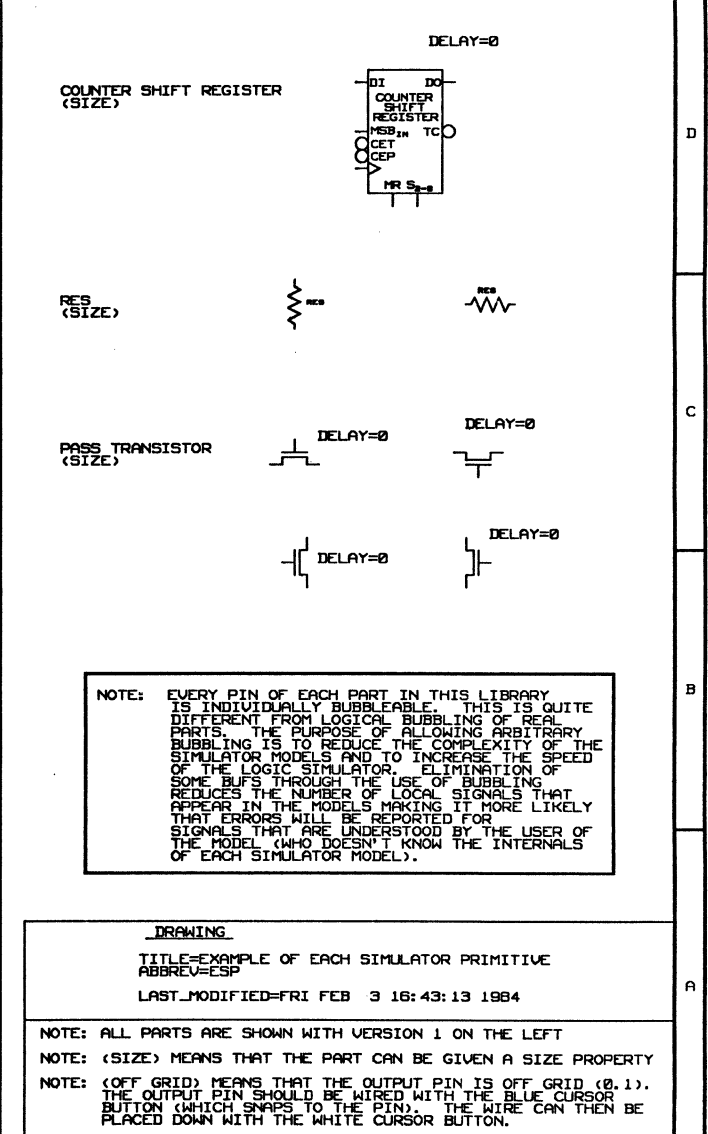 DELAY=0
COUNTER SHIFT REGISTER
(SIZE)
DI DO
COUNTER
SHIFT
REGISTER
MSB IN TC
CET
CEP
MR S
D
RES
(SIZE)
RES
RES
C
PASS TRANSISTOR
(SIZE)
DELAY=0
DELAY=0
DELAY=0
DELAY=0
B
NOTE: EVERY PIN OF EACH PART IN THIS LIBRARY
IS INDIVIDUALLY BUBBLEABLE. THIS IS QUITE
DIFFERENT FROM LOGICAL BUBBLING OF REAL
PARTS. THE PURPOSE OF ALLOWING ARBITRARY
BUBBLING IS TO REDUCE THE COMPLEXITY OF THE
SIMULATOR MODELS AND TO INCREASE THE SPEED
OF THE LOGIC SIMULATOR. ELIMINATION OF
SOME BUFS THROUGH THE USE OF BUBBLING
REDUCES THE NUMBER OF LOCAL SIGNALS THAT
APPEAR IN THE MODELS MAKING IT MORE LIKELY
THAT ERRORS WILL BE REPORTED FOR
SIGNALS THAT ARE UNDERSTOOD BY THE USER OF
THE MODEL (WHO DOESN'T KNOW THE INTERNALS
OF EACH SIMULATOR MODEL).
DRAWING
TITLE=EXAMPLE OF EACH SIMULATOR PRIMITIVE
ABBREV=ESP
LAST_MODIFIED=FRI FEB 3 16:43:13 1984
A
NOTE: ALL PARTS ARE SHOWN WITH VERSION 1 ON THE LEFT
NOTE: (SIZE) MEANS THAT THE PART CAN BE GIVEN A SIZE PROPERTY
NOTE: (OFF GRID) MEANS THAT THE OUTPUT PIN IS OFF GRID (0.1).
THE OUTPUT PIN SHOULD BE WIRED WITH THE BLUE CURSOR
BUTTON (WHICH SNAPS TO THE PIN). THE WIRE CAN THEN BE
PLACED DOWN WITH THE WHITE CURSOR BUTTON.